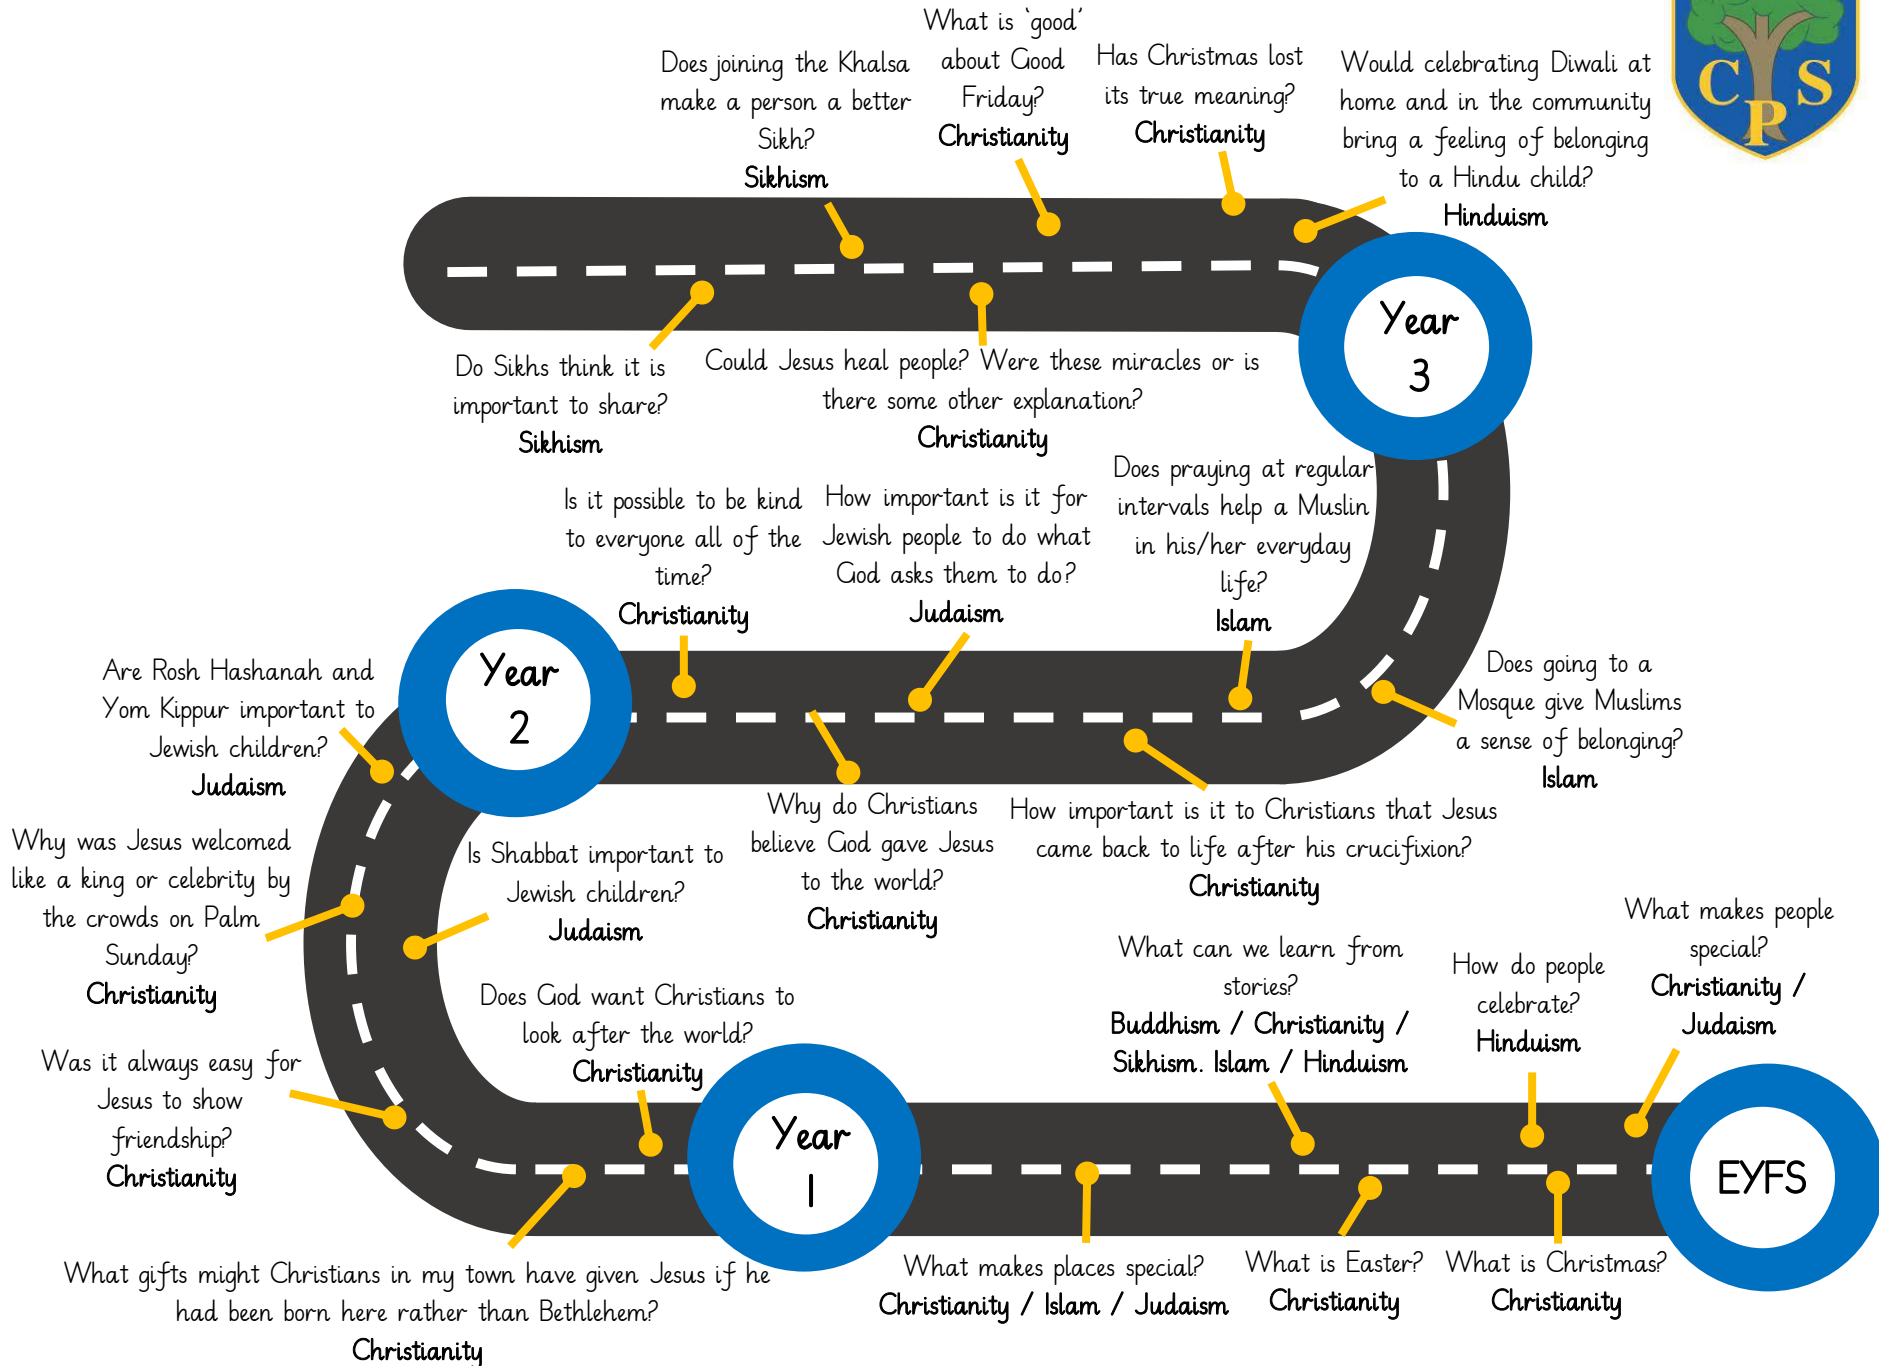 What is ‘good’
about Good
Friday?
Christianity
Does joining the Khalsa
make a person a better
Sikh?
Sikhism
Has Christmas lost
its true meaning?
Christianity
Would celebrating Diwali at
home and in the community
bring a feeling of belonging
to a Hindu child?
Hinduism
C P S
Year
3
Do Sikhs think it is
important to share?
Sikhism
Could Jesus heal people? Were these miracles or is
there some other explanation?
Christianity
Is it possible to be kind
to everyone all of the
time?
Christianity
How important is it for
Jewish people to do what
God asks them to do?
Judaism
Does praying at regular
intervals help a Muslin
in his/her everyday
life?
Islam
Year
2
Are Rosh Hashanah and
Yom Kippur important to
Jewish children?
Judaism
Does going to a
Mosque give Muslims
a sense of belonging?
Islam
Why do Christians
believe God gave Jesus
to the world?
Christianity
How important is it to Christians that Jesus
came back to life after his crucifixion?
Christianity
Why was Jesus welcomed
like a king or celebrity by
the crowds on Palm
Sunday?
Christianity
Is Shabbat important to
Jewish children?
Judaism
Does God want Christians to
look after the world?
Christianity
What can we learn from
stories?
Buddhism / Christianity /
Sikhism. Islam / Hinduism
How do people
celebrate?
Hinduism
What makes people
special?
Christianity /
Judaism
Was it always easy for
Jesus to show
friendship?
Christianity
Year
1
EYFS
What gifts might Christians in my town have given Jesus if he
had been born here rather than Bethlehem?
Christianity
What makes places special?
Christianity / Islam / Judaism
What is Easter?
Christianity
What is Christmas?
Christianity